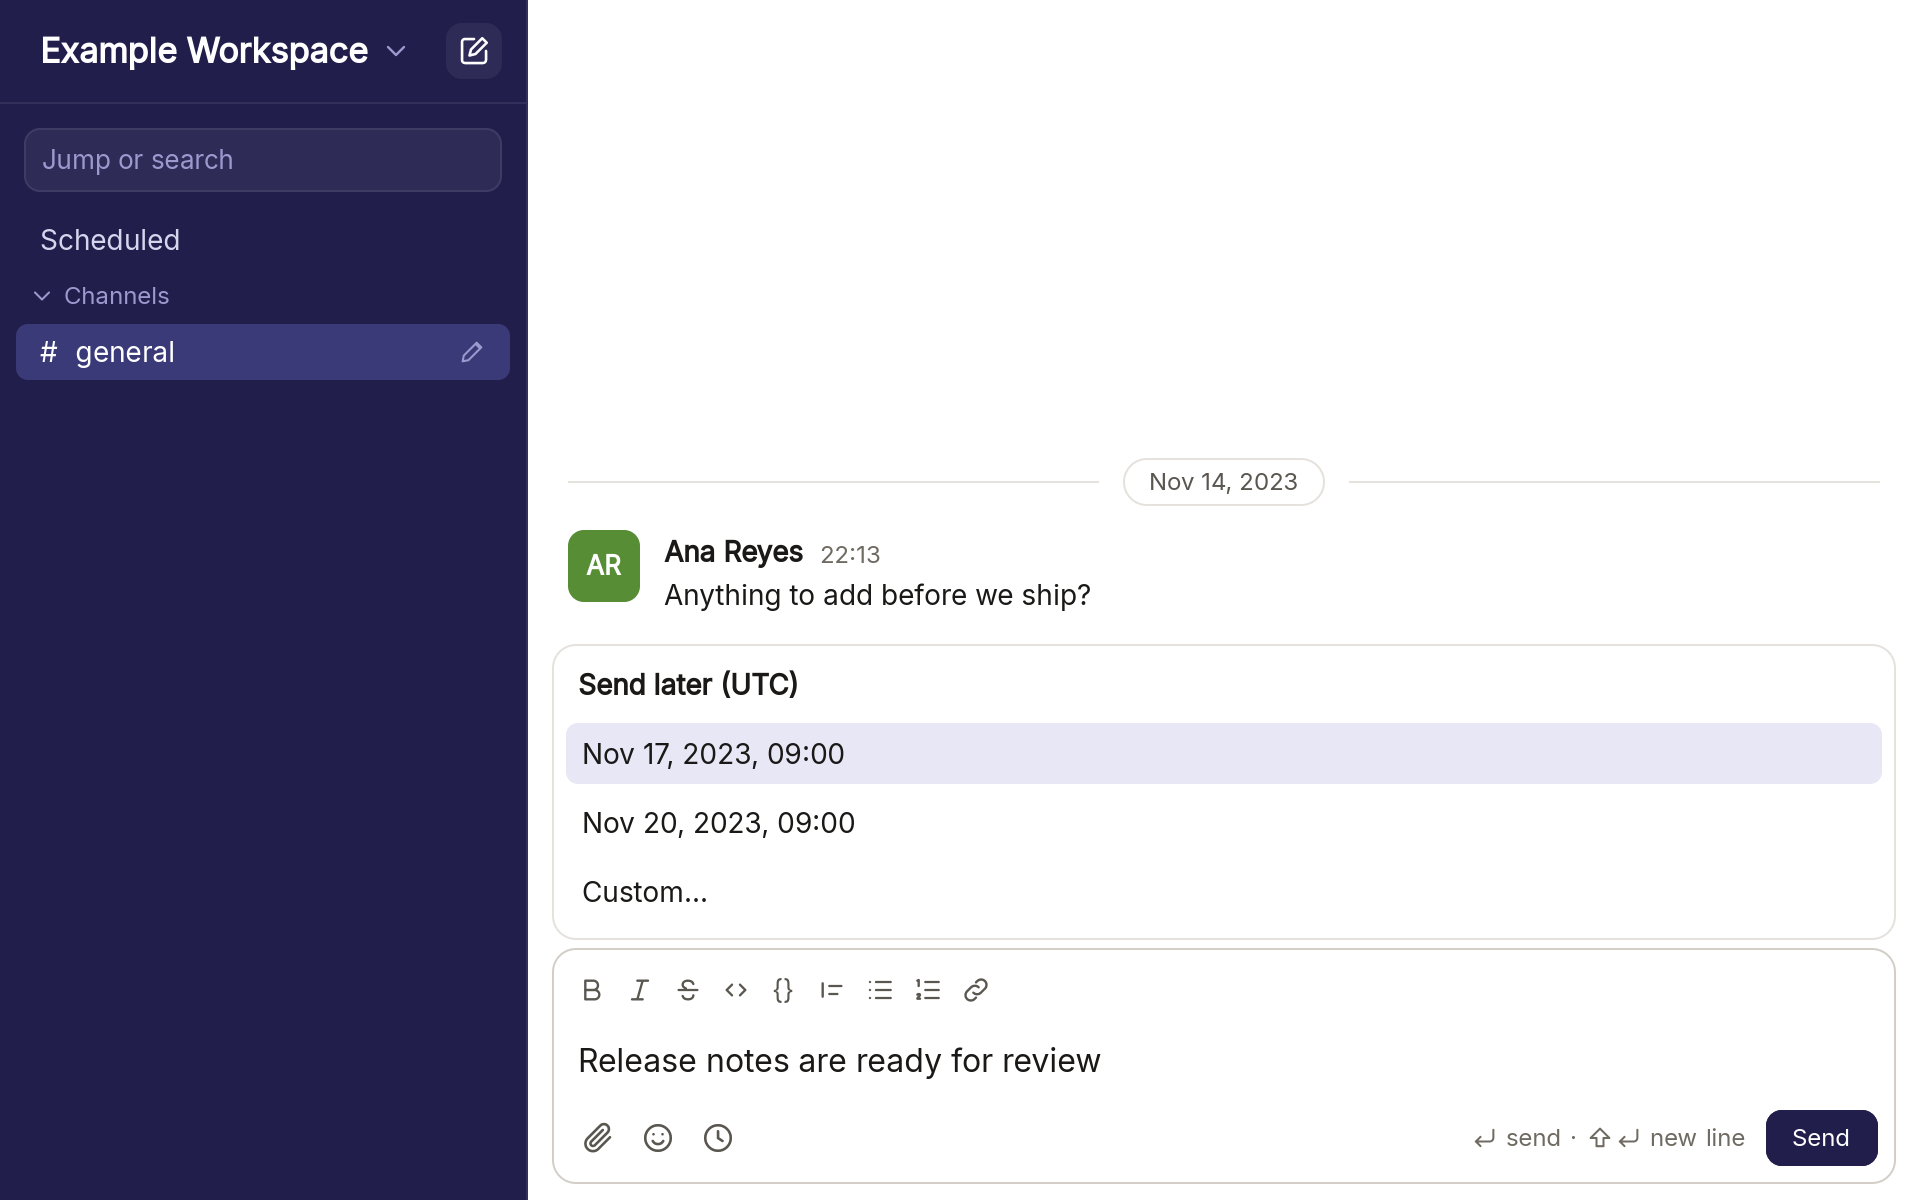 Example Workspace
Jump or search
Scheduled
Channels
# general
Nov 14, 2023
AR
Ana Reyes 22:13
Anything to add before we ship?
Send later (UTC)
Nov 17, 2023, 09:00
Nov 20, 2023, 09:00
Custom...
Release notes are ready for review
send · new line
Send